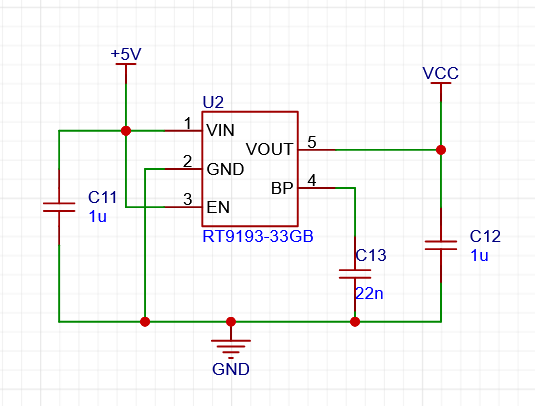 +5V
VCC
U2
1
VIN
VOUT
5
2
GND
BP
4
3
EN
RT9193-33GB
C11
1u
C12
1u
C13
22n
GND